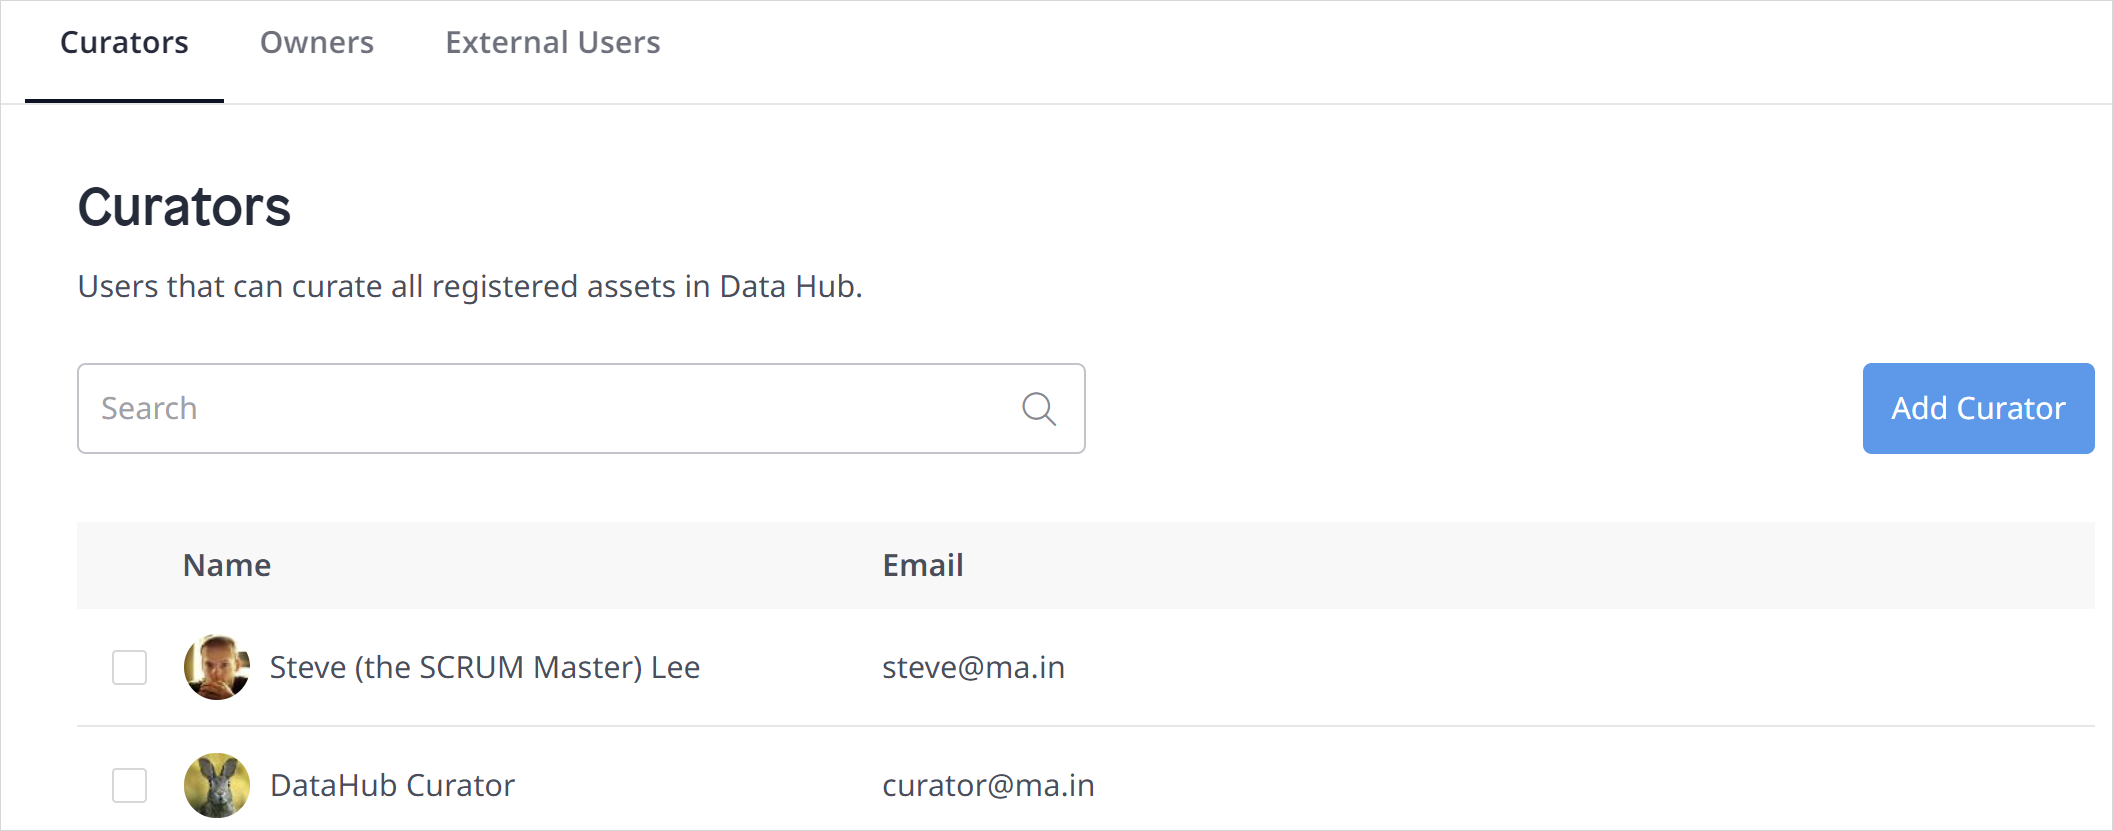 Curators Owners External Users
Curators
Users that can curate all registered assets in Data Hub.
Search
Add Curator
Name Email
Steve (the SCRUM Master) Lee steve@ma.in
DataHub Curator curator@ma.in